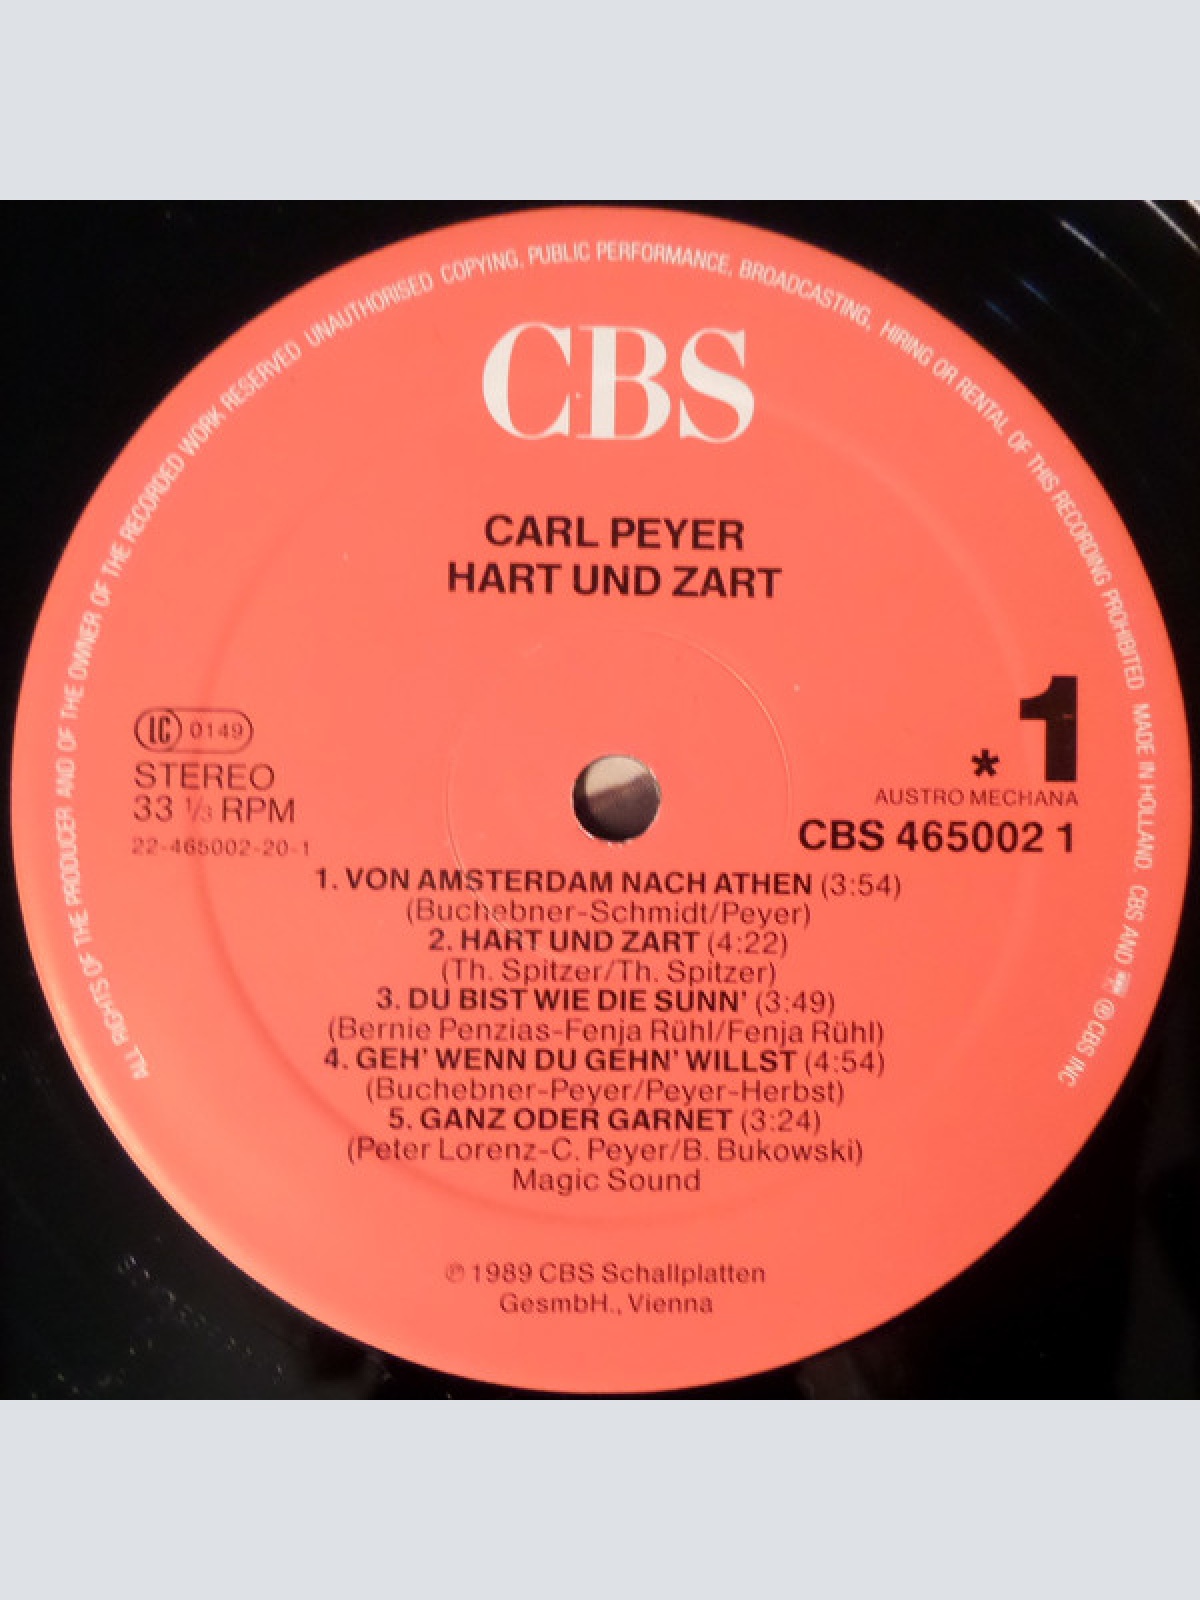 ALL RIGHTS OF THE PRODUCER AND OF THE OWNER OF THE RECORDED WORK RESERVED UNAUTHORISED COPYING, PUBLIC PERFORMANCE, BROADCASTING, HIRING OR RENTAL OF THIS RECORDING PROHIBITED MADE IN HOLLAND. CBS AND ℗ CBS INC
CBS
CARL PEYER
HART UND ZART
LC 0149
STEREO
33 ⅓ RPM
22-465002-20-1
* 1
AUSTRO MECHANA
CBS 465002 1
1. VON AMSTERDAM NACH ATHEN (3:54)
(Buchebner-Schmidt/Peyer)
2. HART UND ZART (4:22)
(Th. Spitzer/Th. Spitzer)
3. DU BIST WIE DIE SUNN' (3:49)
(Bernie Penzias-Fenja Rühl/Fenja Rühl)
4. GEH' WENN DU GEHN' WILLST (4:54)
(Buchebner-Peyer/Peyer-Herbst)
5. GANZ ODER GARNET (3:24)
(Peter Lorenz-C. Peyer/B. Bukowski)
Magic Sound
℗ 1989 CBS Schallplatten
GesmbH., Vienna